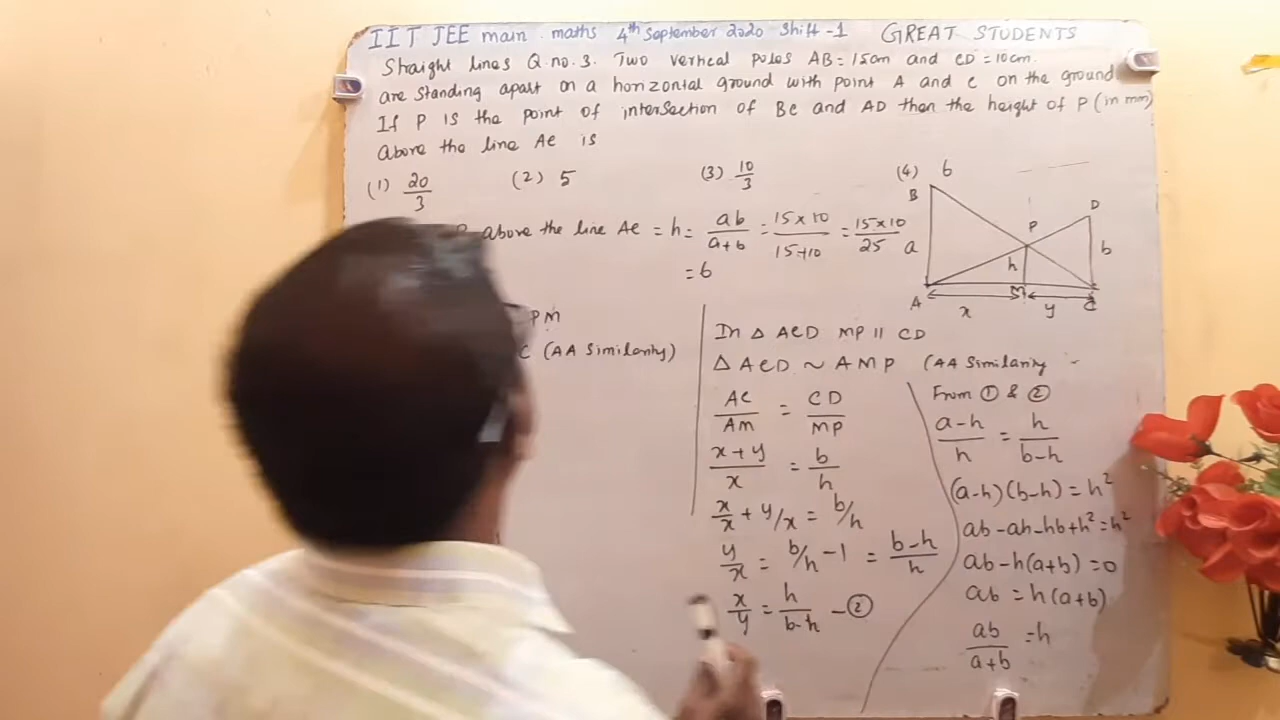 IIT JEE main maths 4th September 2020 Shift-1 GREAT STUDENTS
Straight lines Q.no.3. Two vertical poles AB=15cm and CD=10cm.
are standing apart on a horizontal ground with point A and C on the ground
If P is the point of intersection of BC and AD then the height of P (in mm)
above the line AC is
(1) 20/3 (2) 5 (3) 10/3 (4) 6
above the line AC = h = ab/a+b = 15×10/15+10 = 15×10/25
= 6
B
D
P
a
h
b
A
M
C
x
y
PM
C (AA Similarity)
In △ ACD MP ∥ CD
△ ACD ~ AMP (AA Similarity
AC/AM = CD/MP
x+y/x = b/h
x/x + y/x = b/h
y/x = b/h - 1 = b-h/h
x/y = h/b-h - ②
From ① & ②
a-h/h = h/b-h
(a-h)(b-h) = h²
ab-ah-hb+h² = h²
ab-h(a+b) = 0
ab = h(a+b)
ab/a+b = h